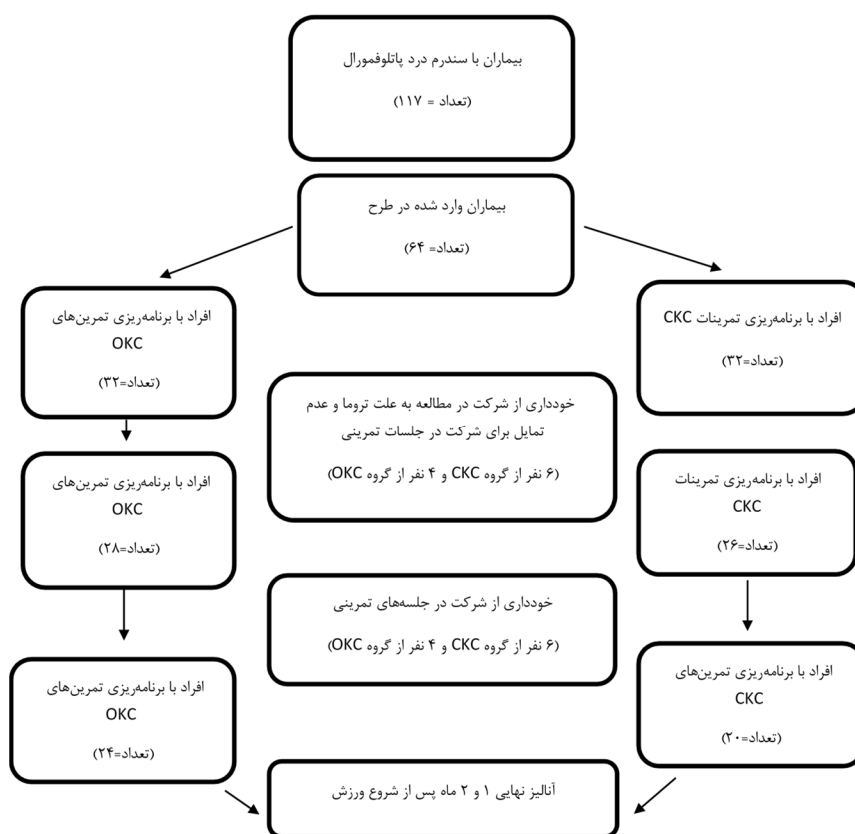 بیماران با سندرم درد پاتلوفمورال
(تعداد = ۱۱۷)
بیماران وارد شده در طرح
(تعداد= ۶۴)
افراد با برنامه‌ریزی تمرینات CKC
(تعداد=۳۲)
افراد با برنامه‌ریزی تمرین‌های
OKC
(تعداد=۳۲)
خودداری از شرکت در مطالعه به علت تروما و عدم
تمایل برای شرکت در جلسات تمرینی
(۶ نفر از گروه CKC و ۴ نفر از گروه OKC)
افراد با برنامه‌ریزی تمرینات
CKC
(تعداد=۲۶)
افراد با برنامه‌ریزی تمرین‌های
OKC
(تعداد=۲۸)
خودداری از شرکت در جلسه‌های تمرینی
(۶ نفر از گروه CKC و ۴ نفر از گروه OKC)
افراد با برنامه‌ریزی تمرین‌های
CKC
(تعداد=۲۰)
افراد با برنامه‌ریزی تمرین‌های
OKC
(تعداد=۲۴)
آنالیز نهایی ۱ و ۲ ماه پس از شروع ورزش